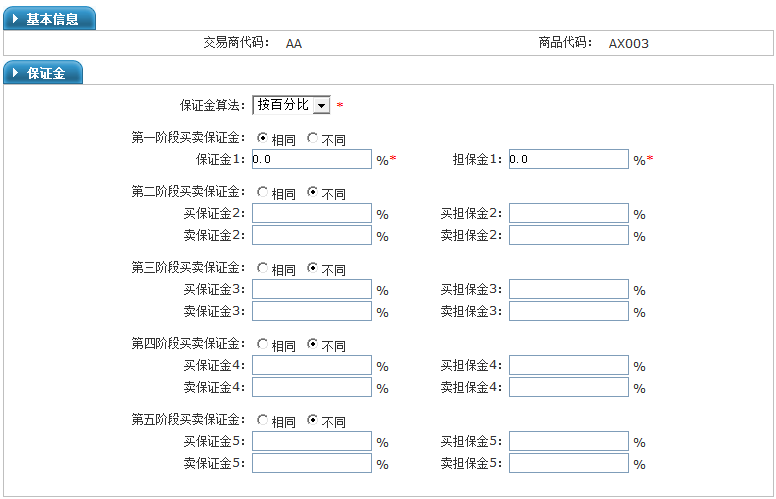 基本信息
交易商代码： AA 商品代码： AX003
保证金
保证金算法： 按百分比 *
第一阶段买卖保证金： 相同 不同
保证金1： 0.0 %* 担保金1： 0.0 %*
第二阶段买卖保证金： 相同 不同
买保证金2： % 买担保金2： %
卖保证金2： % 卖担保金2： %
第三阶段买卖保证金： 相同 不同
买保证金3： % 买担保金3： %
卖保证金3： % 卖担保金3： %
第四阶段买卖保证金： 相同 不同
买保证金4： % 买担保金4： %
卖保证金4： % 卖担保金4： %
第五阶段买卖保证金： 相同 不同
买保证金5： % 买担保金5： %
卖保证金5： % 卖担保金5： %